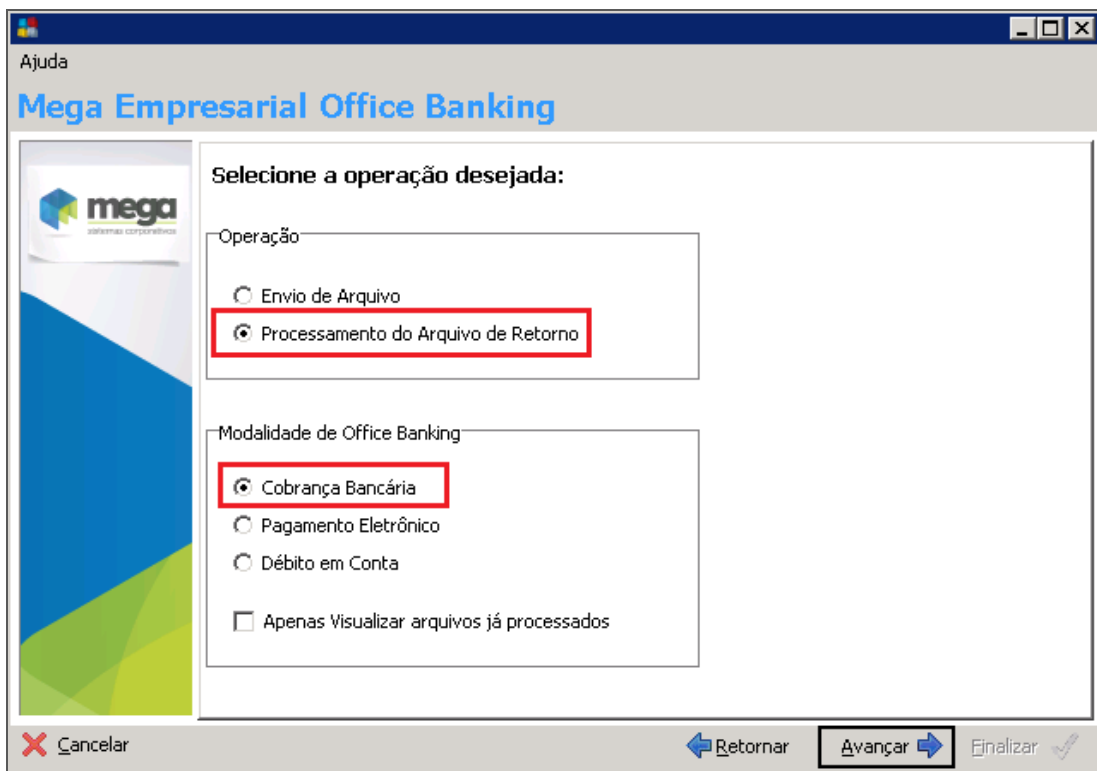 Ajuda
Mega Empresarial Office Banking
mega
sistemas corporativos
Selecione a operação desejada:
Operação
Envio de Arquivo
Processamento do Arquivo de Retorno
Modalidade de Office Banking
Cobrança Bancária
Pagamento Eletrônico
Débito em Conta
Apenas Visualizar arquivos já processados
Cancelar
Retornar
Avançar
Finalizar